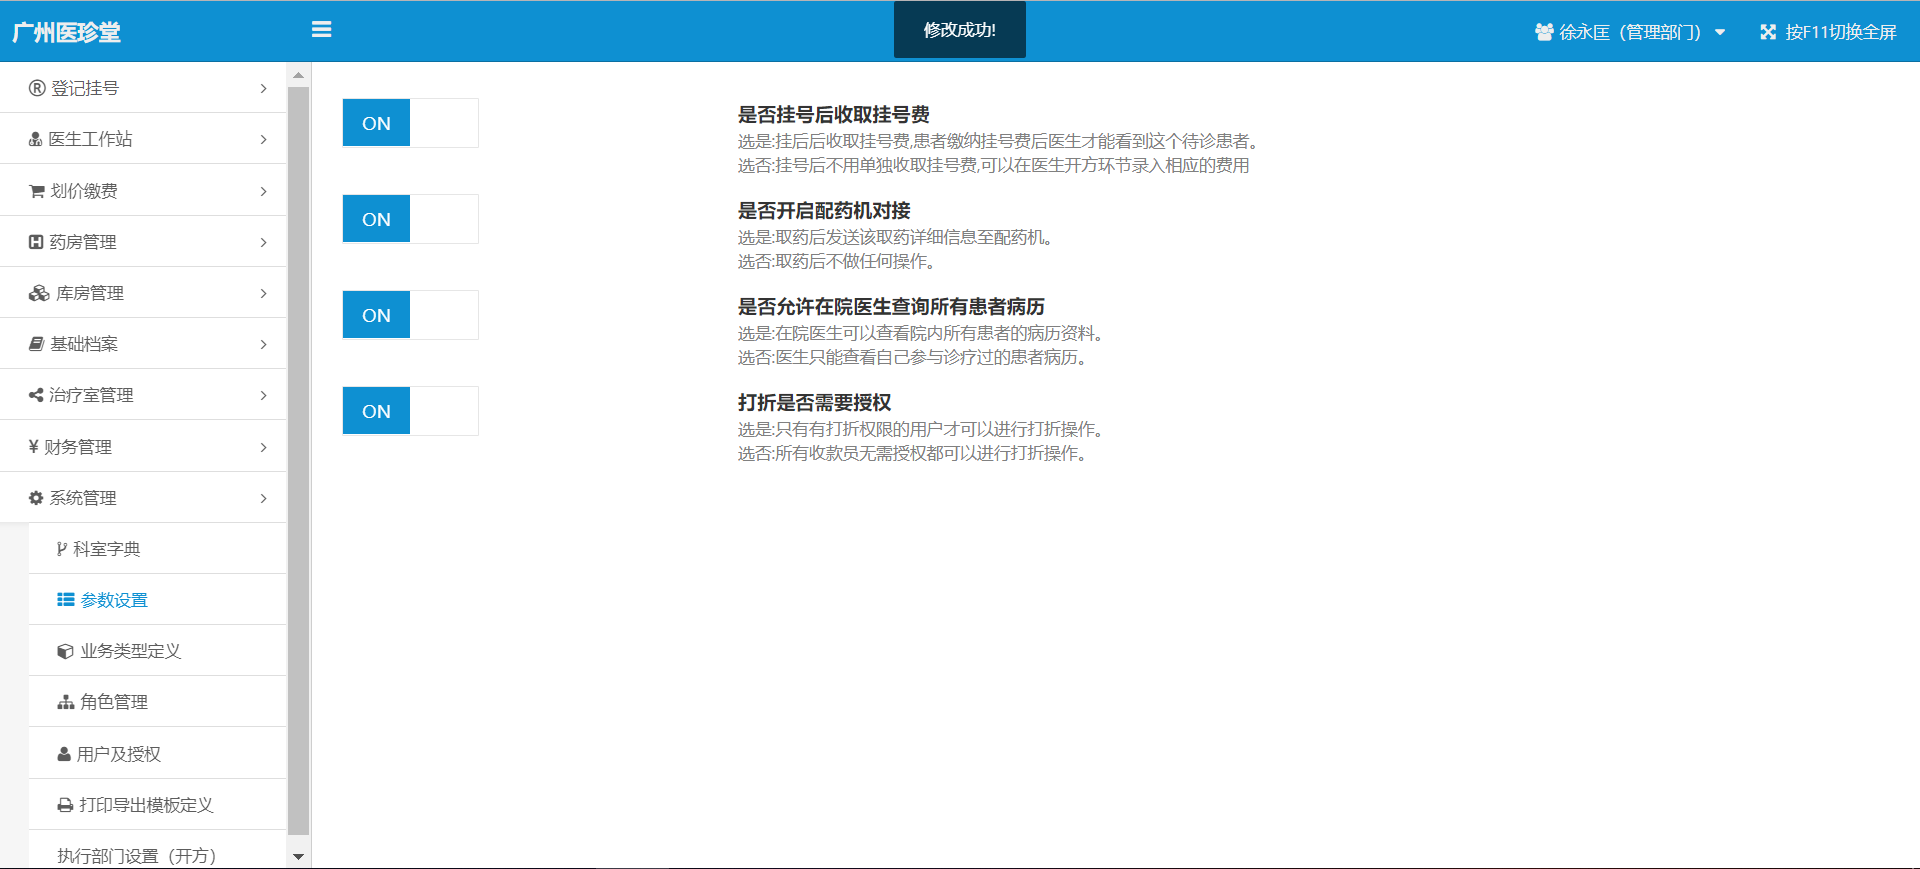 广州医珍堂
修改成功!
徐永匡（管理部门）
按F11切换全屏
登记挂号
医生工作站
划价缴费
药房管理
库房管理
基础档案
治疗室管理
¥ 财务管理
系统管理
科室字典
参数设置
业务类型定义
角色管理
用户及授权
打印导出模板定义
执行部门设置（开方）
ON
是否挂号后收取挂号费
选是:挂后后收取挂号费,患者缴纳挂号费后医生才能看到这个待诊患者。
选否:挂号后不用单独收取挂号费,可以在医生开方环节录入相应的费用
ON
是否开启配药机对接
选是:取药后发送该取药详细信息至配药机。
选否:取药后不做任何操作。
ON
是否允许在院医生查询所有患者病历
选是:在院医生可以查看院内所有患者的病历资料。
选否:医生只能查看自己参与诊疗过的患者病历。
ON
打折是否需要授权
选是:只有有打折权限的用户才可以进行打折操作。
选否:所有收款员无需授权都可以进行打折操作。